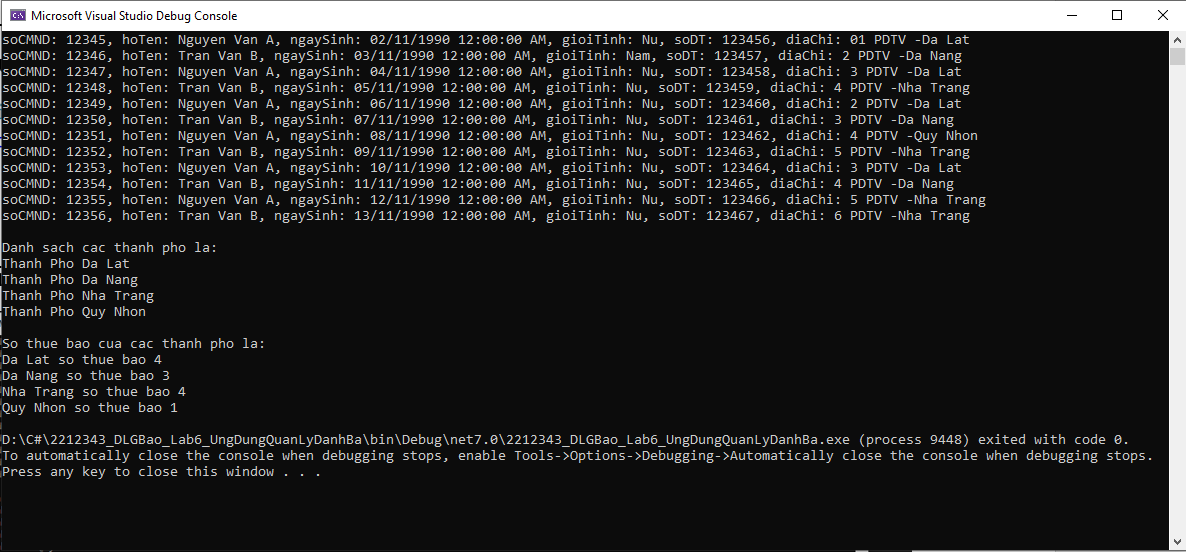 Microsoft Visual Studio Debug Console
soCMND: 12345, hoTen: Nguyen Van A, ngaySinh: 02/11/1990 12:00:00 AM, gioiTinh: Nu, soDT: 123456, diaChi: 01 PDTV -Da Lat
soCMND: 12346, hoTen: Tran Van B, ngaySinh: 03/11/1990 12:00:00 AM, gioiTinh: Nam, soDT: 123457, diaChi: 2 PDTV -Da Nang
soCMND: 12347, hoTen: Nguyen Van A, ngaySinh: 04/11/1990 12:00:00 AM, gioiTinh: Nu, soDT: 123458, diaChi: 3 PDTV -Da Lat
soCMND: 12348, hoTen: Tran Van B, ngaySinh: 05/11/1990 12:00:00 AM, gioiTinh: Nu, soDT: 123459, diaChi: 4 PDTV -Nha Trang
soCMND: 12349, hoTen: Nguyen Van A, ngaySinh: 06/11/1990 12:00:00 AM, gioiTinh: Nu, soDT: 123460, diaChi: 2 PDTV -Da Lat
soCMND: 12350, hoTen: Tran Van B, ngaySinh: 07/11/1990 12:00:00 AM, gioiTinh: Nu, soDT: 123461, diaChi: 3 PDTV -Da Nang
soCMND: 12351, hoTen: Nguyen Van A, ngaySinh: 08/11/1990 12:00:00 AM, gioiTinh: Nu, soDT: 123462, diaChi: 4 PDTV -Quy Nhon
soCMND: 12352, hoTen: Tran Van B, ngaySinh: 09/11/1990 12:00:00 AM, gioiTinh: Nu, soDT: 123463, diaChi: 5 PDTV -Nha Trang
soCMND: 12353, hoTen: Nguyen Van A, ngaySinh: 10/11/1990 12:00:00 AM, gioiTinh: Nu, soDT: 123464, diaChi: 3 PDTV -Da Lat
soCMND: 12354, hoTen: Tran Van B, ngaySinh: 11/11/1990 12:00:00 AM, gioiTinh: Nu, soDT: 123465, diaChi: 4 PDTV -Da Nang
soCMND: 12355, hoTen: Nguyen Van A, ngaySinh: 12/11/1990 12:00:00 AM, gioiTinh: Nu, soDT: 123466, diaChi: 5 PDTV -Nha Trang
soCMND: 12356, hoTen: Tran Van B, ngaySinh: 13/11/1990 12:00:00 AM, gioiTinh: Nu, soDT: 123467, diaChi: 6 PDTV -Nha Trang
Danh sach cac thanh pho la:
Thanh Pho Da Lat
Thanh Pho Da Nang
Thanh Pho Nha Trang
Thanh Pho Quy Nhon
So thue bao cua cac thanh pho la:
Da Lat so thue bao 4
Da Nang so thue bao 3
Nha Trang so thue bao 4
Quy Nhon so thue bao 1
D:\C#\2212343_DLGBao_Lab6_UngDungQuanLyDanhBa\bin\Debug\net7.0\2212343_DLGBao_Lab6_UngDungQuanLyDanhBa.exe (process 9448) exited with code 0.
To automatically close the console when debugging stops, enable Tools->Options->Debugging->Automatically close the console when debugging stops.
Press any key to close this window . . .